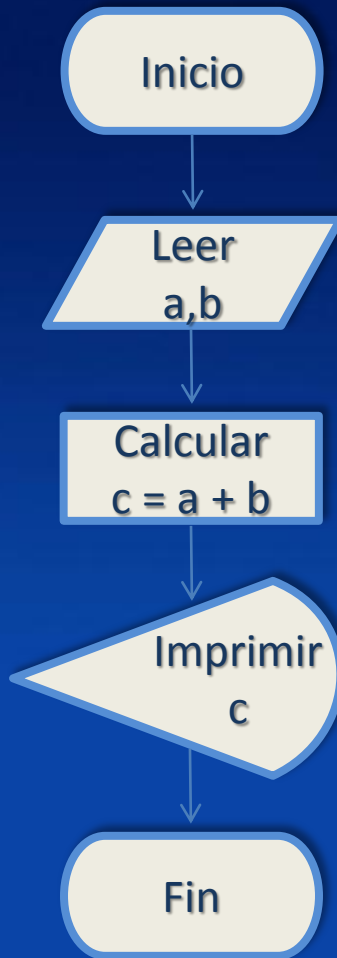 Inicio
Leer
a,b
Calcular
c = a + b
Imprimir
c
Fin